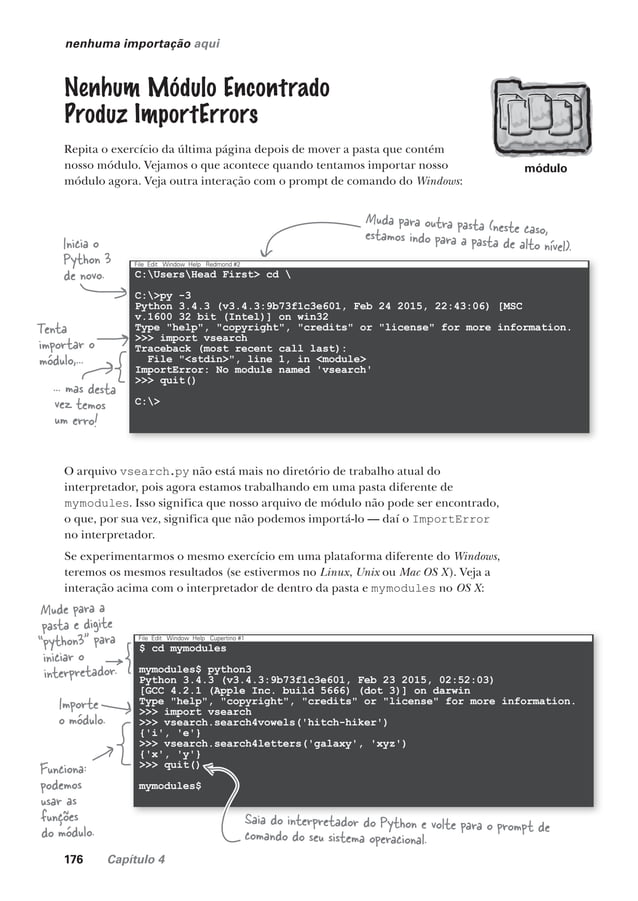 nenhuma importação aqui
Nenhum Módulo Encontrado
Produz ImportErrors
Repita o exercício da última página depois de mover a pasta que contém
nosso módulo. Vejamos o que acontece quando tentamos importar nosso
módulo agora. Veja outra interação com o prompt de comando do Windows:
módulo
Muda para outra pasta (neste caso,
estamos indo para a pasta de alto nível).
Inicia o
Python 3
de novo.
Tenta
importar o
módulo,...
... mas desta
vez temos
um erro!
File Edit Window Help Redmond #2
C:\Users\Head First> cd \
C:\>py -3
Python 3.4.3 (v3.4.3:9b73f1c3e601, Feb 24 2015, 22:43:06) [MSC
v.1600 32 bit (Intel)] on win32
Type "help", "copyright", "credits" or "license" for more information.
>>> import vsearch
Traceback (most recent call last):
File "<stdin>", line 1, in <module>
ImportError: No module named 'vsearch'
>>> quit()
C:\>
O arquivo vsearch.py não está mais no diretório de trabalho atual do
interpretador, pois agora estamos trabalhando em uma pasta diferente de
mymodules. Isso significa que nosso arquivo de módulo não pode ser encontrado,
o que, por sua vez, significa que não podemos importá-lo — daí o ImportError
no interpretador.
Se experimentarmos o mesmo exercício em uma plataforma diferente do Windows,
teremos os mesmos resultados (se estivermos no Linux, Unix ou Mac OS X). Veja a
interação acima com o interpretador de dentro da pasta e mymodules no OS X:
Mude para a
pasta e digite
"python3" para
iniciar o
interpretador.
Importe
o módulo.
Funciona:
podemos
usar as
funções
do módulo.
File Edit Window Help Cupertino #1
$ cd mymodules
mymodules$ python3
Python 3.4.3 (v3.4.3:9b73f1c3e601, Feb 23 2015, 02:52:03)
[GCC 4.2.1 (Apple Inc. build 5666) (dot 3)] on darwin
Type "help", "copyright", "credits" or "license" for more information.
>>> import vsearch
>>> vsearch.search4vowels('hitch-hiker')
{'i', 'e'}
>>> vsearch.search4letters('galaxy', 'xyz')
{'x', 'y'}
>>> quit()
mymodules$
Saia do interpretador do Python e volte para o prompt de
comando do seu sistema operacional.
176 Capítulo 4